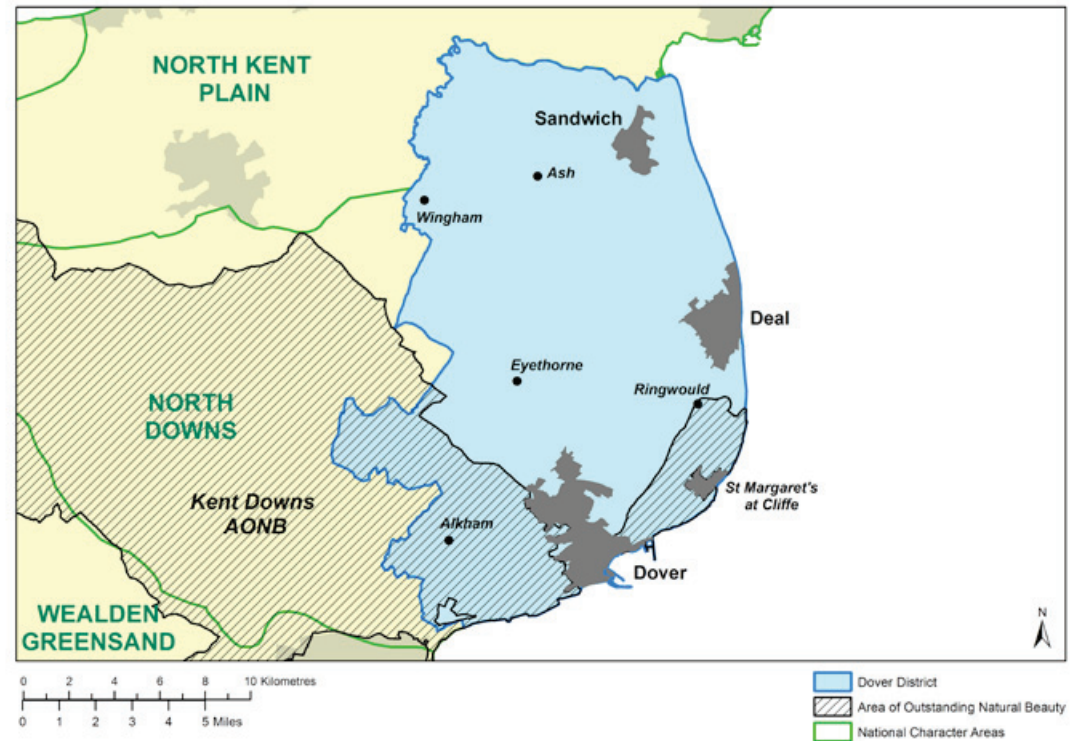 NORTH KENT
PLAIN
Sandwich
Ash
Wingham
Deal
Eyethorne
Ringwould
NORTH
DOWNS
Kent Downs
AONB
St Margaret's
at Cliffe
Alkham
Dover
WEALDEN
GREENSAND
N
0 2 4 6 8 10 Kilometres
0 1 2 3 4 5 Miles
Dover District
Area of Outstanding Natural Beauty
National Character Areas